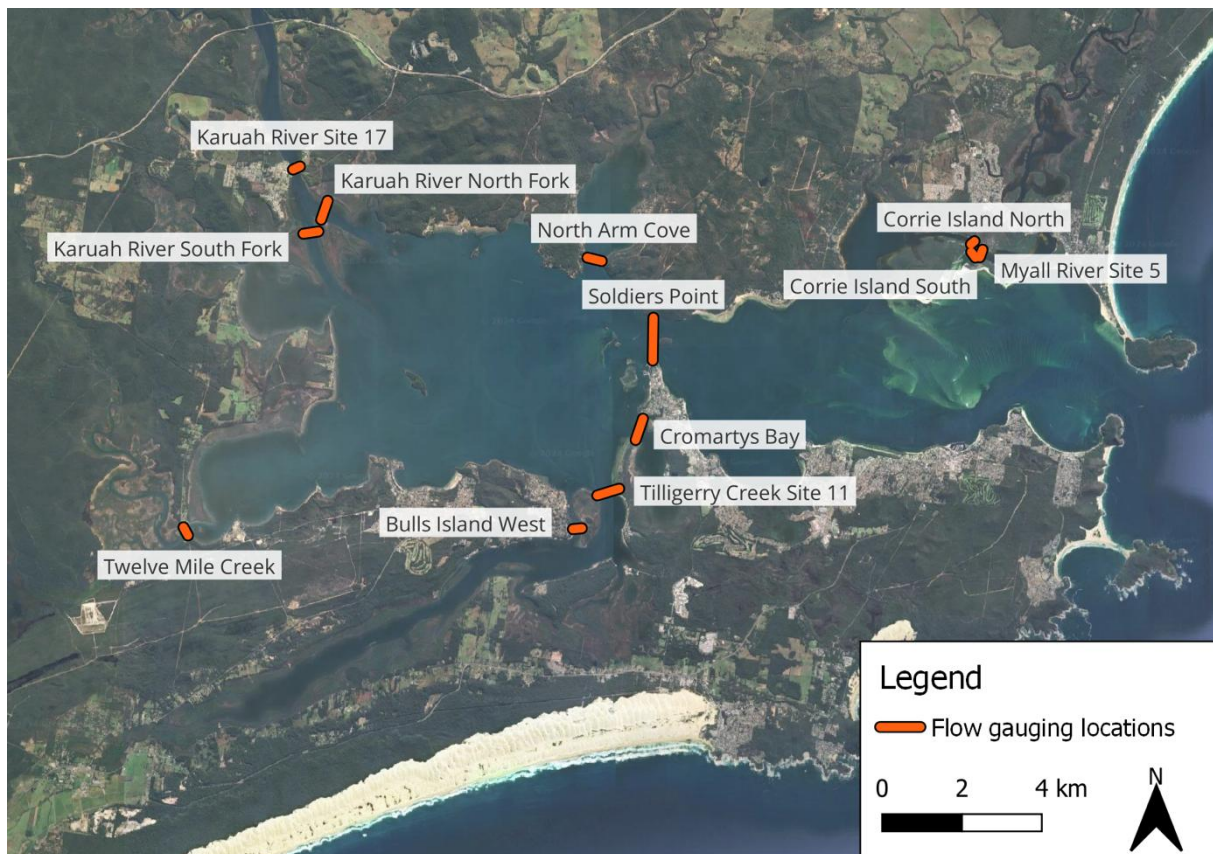 Karuah River Site 17
Karuah River North Fork
Karuah River South Fork
North Arm Cove
Soldiers Point
Corrie Island North
Corrie Island South
Myall River Site 5
Cromartys Bay
Tilligerry Creek Site 11
Bulls Island West
Twelve Mile Creek
Legend
Flow gauging locations
0 2 4 km
N